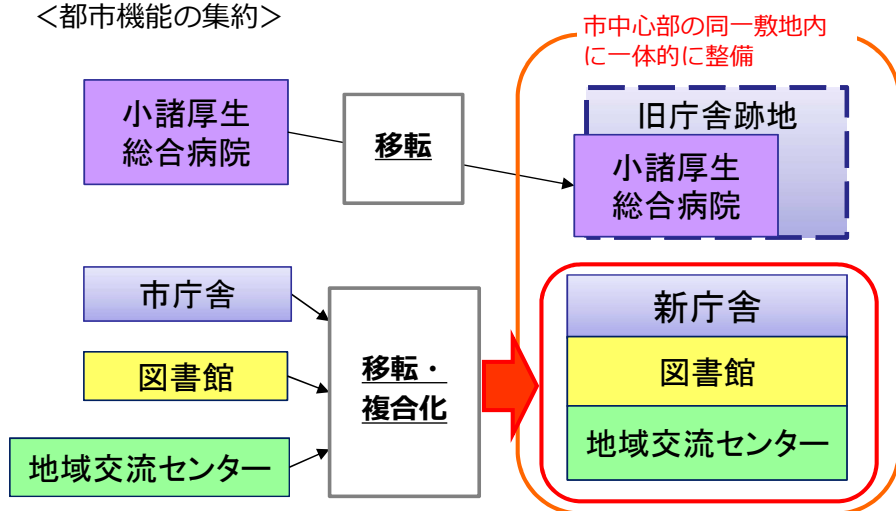 ＜都市機能の集約＞
市中心部の同一敷地内
に一体的に整備
小諸厚生
総合病院
移転
旧庁舎跡地
小諸厚生
総合病院
市庁舎
図書館
地域交流センター
移転・
複合化
新庁舎
図書館
地域交流センター